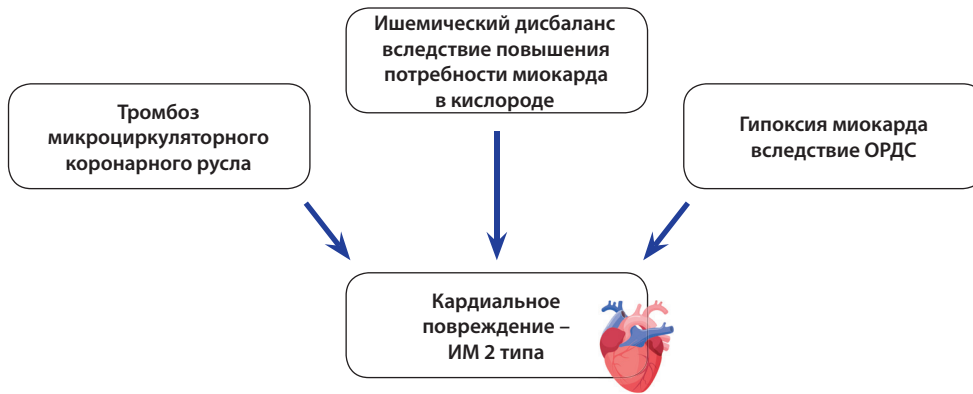 Ишемический дисбаланс
вследствие повышения
потребности миокарда
в кислороде
Тромбоз
микроциркуляторного
коронарного русла
Гипоксия миокарда
вследствие ОРДС
Кардиальное
повреждение –
ИМ 2 типа